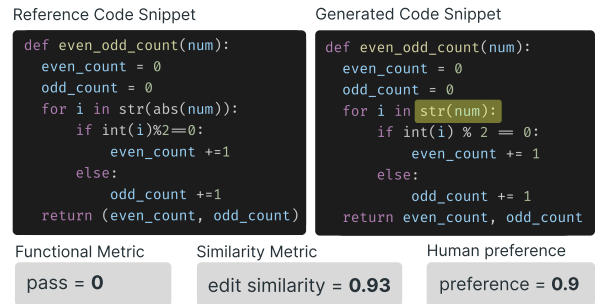 Reference Code Snippet
def even_odd_count(num):
even_count = 0
odd_count = 0
for i in str(abs(num)):
if int(i)%2==0:
even_count +=1
else:
odd_count +=1
return (even_count, odd_count)
Generated Code Snippet
def even_odd_count(num):
even_count = 0
odd_count = 0
for i in str(num):
if int(i) % 2 == 0:
even_count += 1
else:
odd_count += 1
return even_count, odd_count
Functional Metric
pass = 0
Similarity Metric
edit similarity = 0.93
Human preference
preference = 0.9